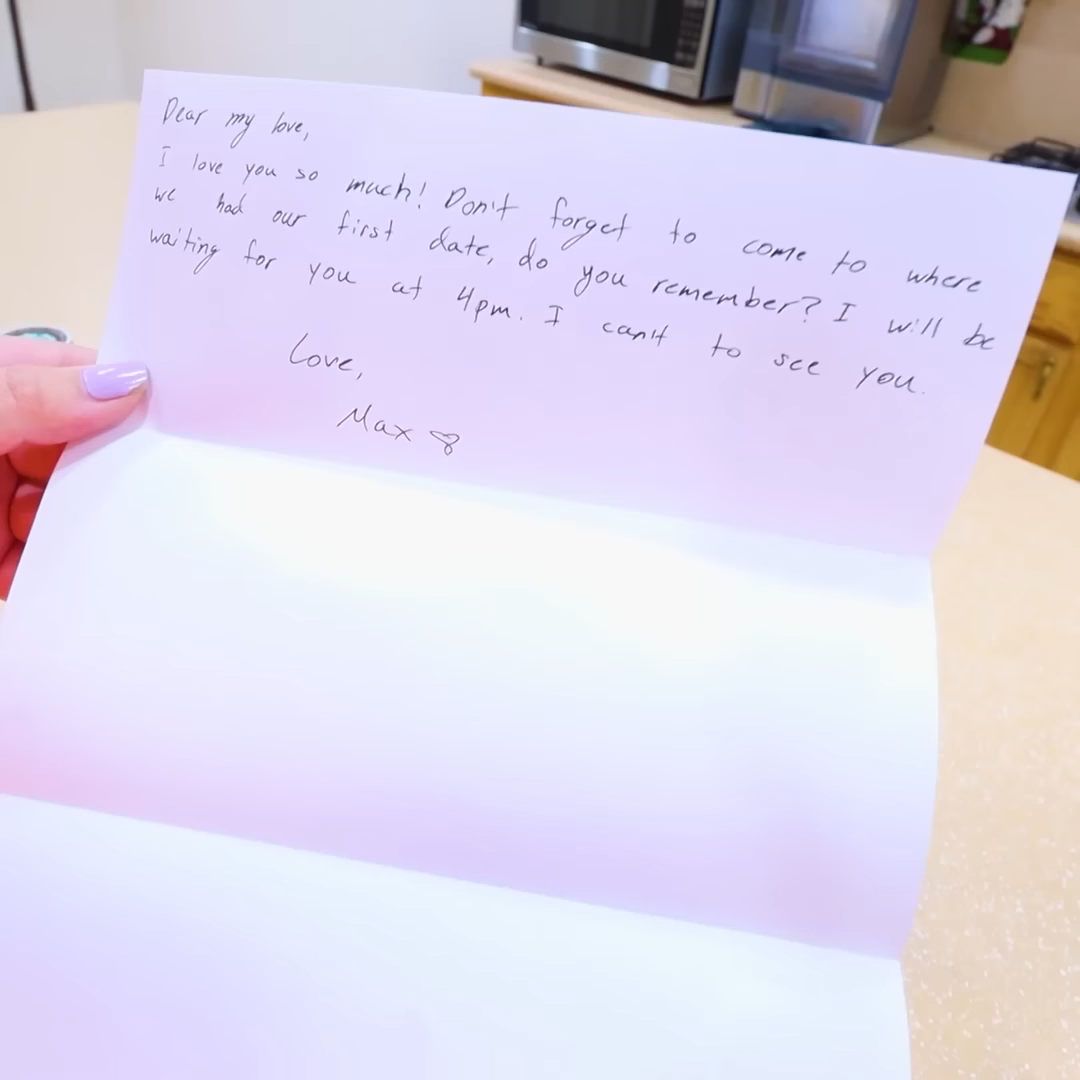 Dear my love,
I love you so much! Don't forget to come to where
we had our first date, do you remember? I will be
waiting for you at 4pm. I can't to see you.
Love,
Max